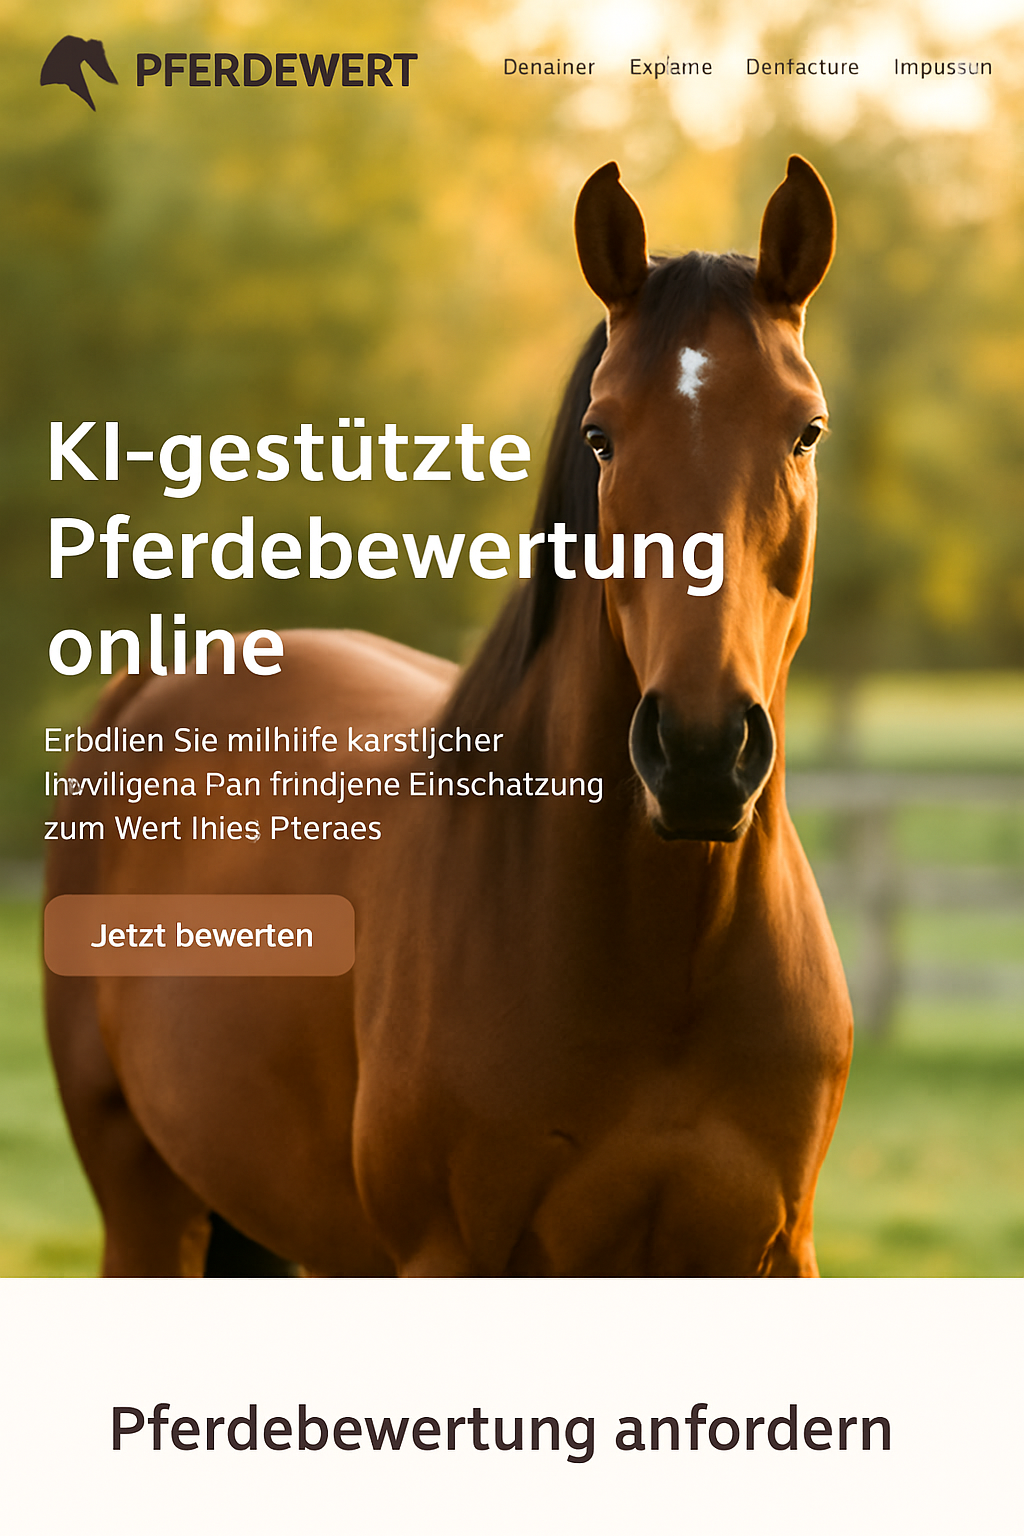 PFERDEWERT
Denainer Explame Denfacture Impussun
KI-gestützte
Pferdebewertung
online
Erbdlien Sie milhiife karstljcher
Pan frindjene Einschatzung
zum Wert Ihies Pteraes
Jetzt bewerten
Pferdebewertung anfordern